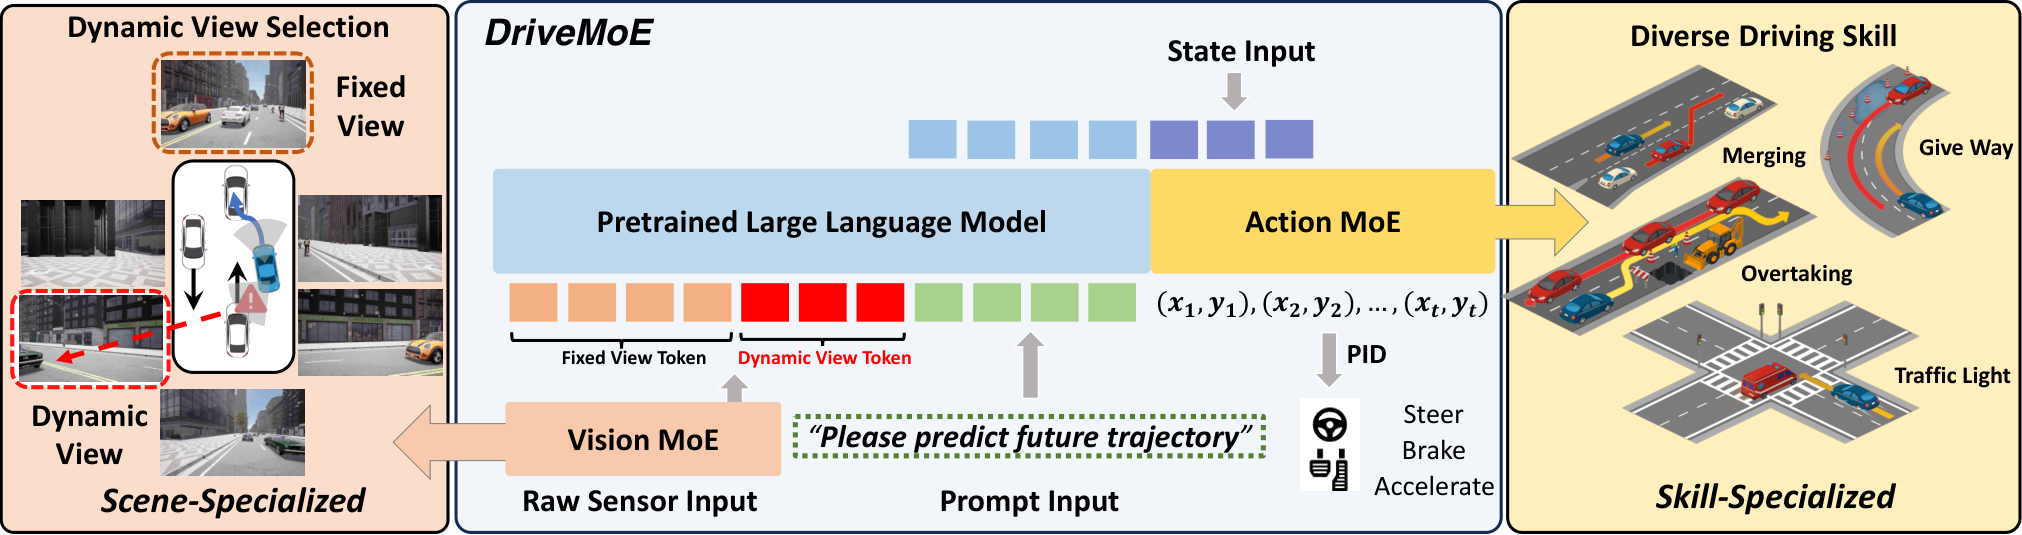 Dynamic View Selection
Fixed
View
Dynamic
View
Scene-Specialized
DriveMoE
State Input
Pretrained Large Language Model
Action MoE
Fixed View Token
Dynamic View Token
(x₁, y₁), (x₂, y₂), ... , (xₜ, yₜ)
PID
Vision MoE
"Please predict future trajectory"
Steer
Brake
Accelerate
Raw Sensor Input
Prompt Input
Diverse Driving Skill
Merging
Give Way
Overtaking
Traffic Light
Skill-Specialized